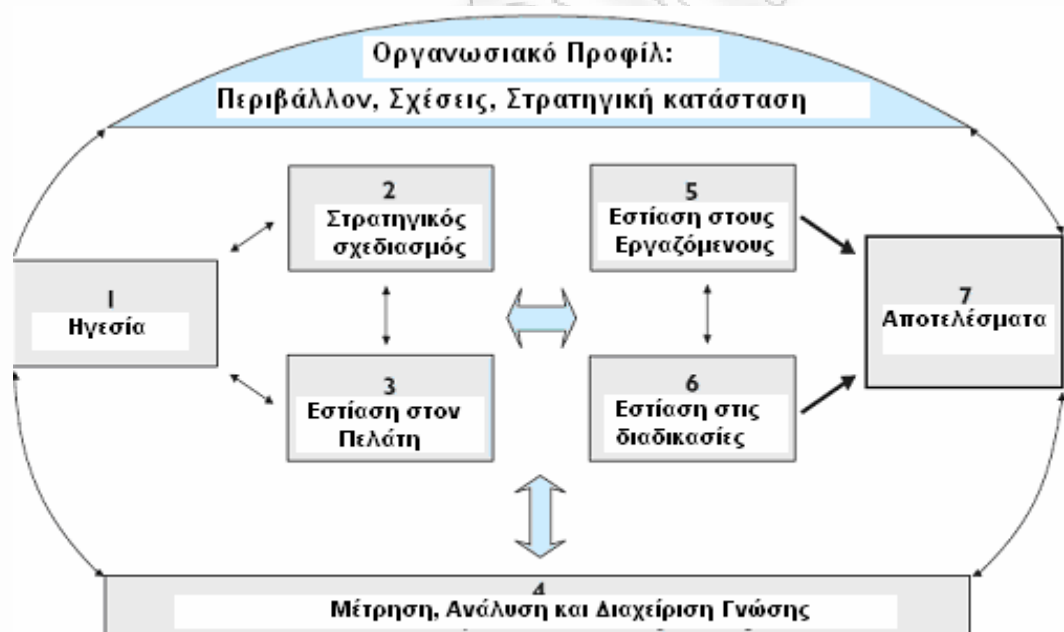 Οργανωσιακό Προφίλ:
Περιβάλλον, Σχέσεις, Στρατηγική κατάσταση
2
Στρατηγικός
σχεδιασμός
5
Εστίαση στους
Εργαζόμενους
1
Ηγεσία
7
Αποτελέσματα
3
Εστίαση στον
Πελάτη
6
Εστίαση στις
διαδικασίες
4
Μέτρηση, Ανάλυση και Διαχείριση Γνώσης